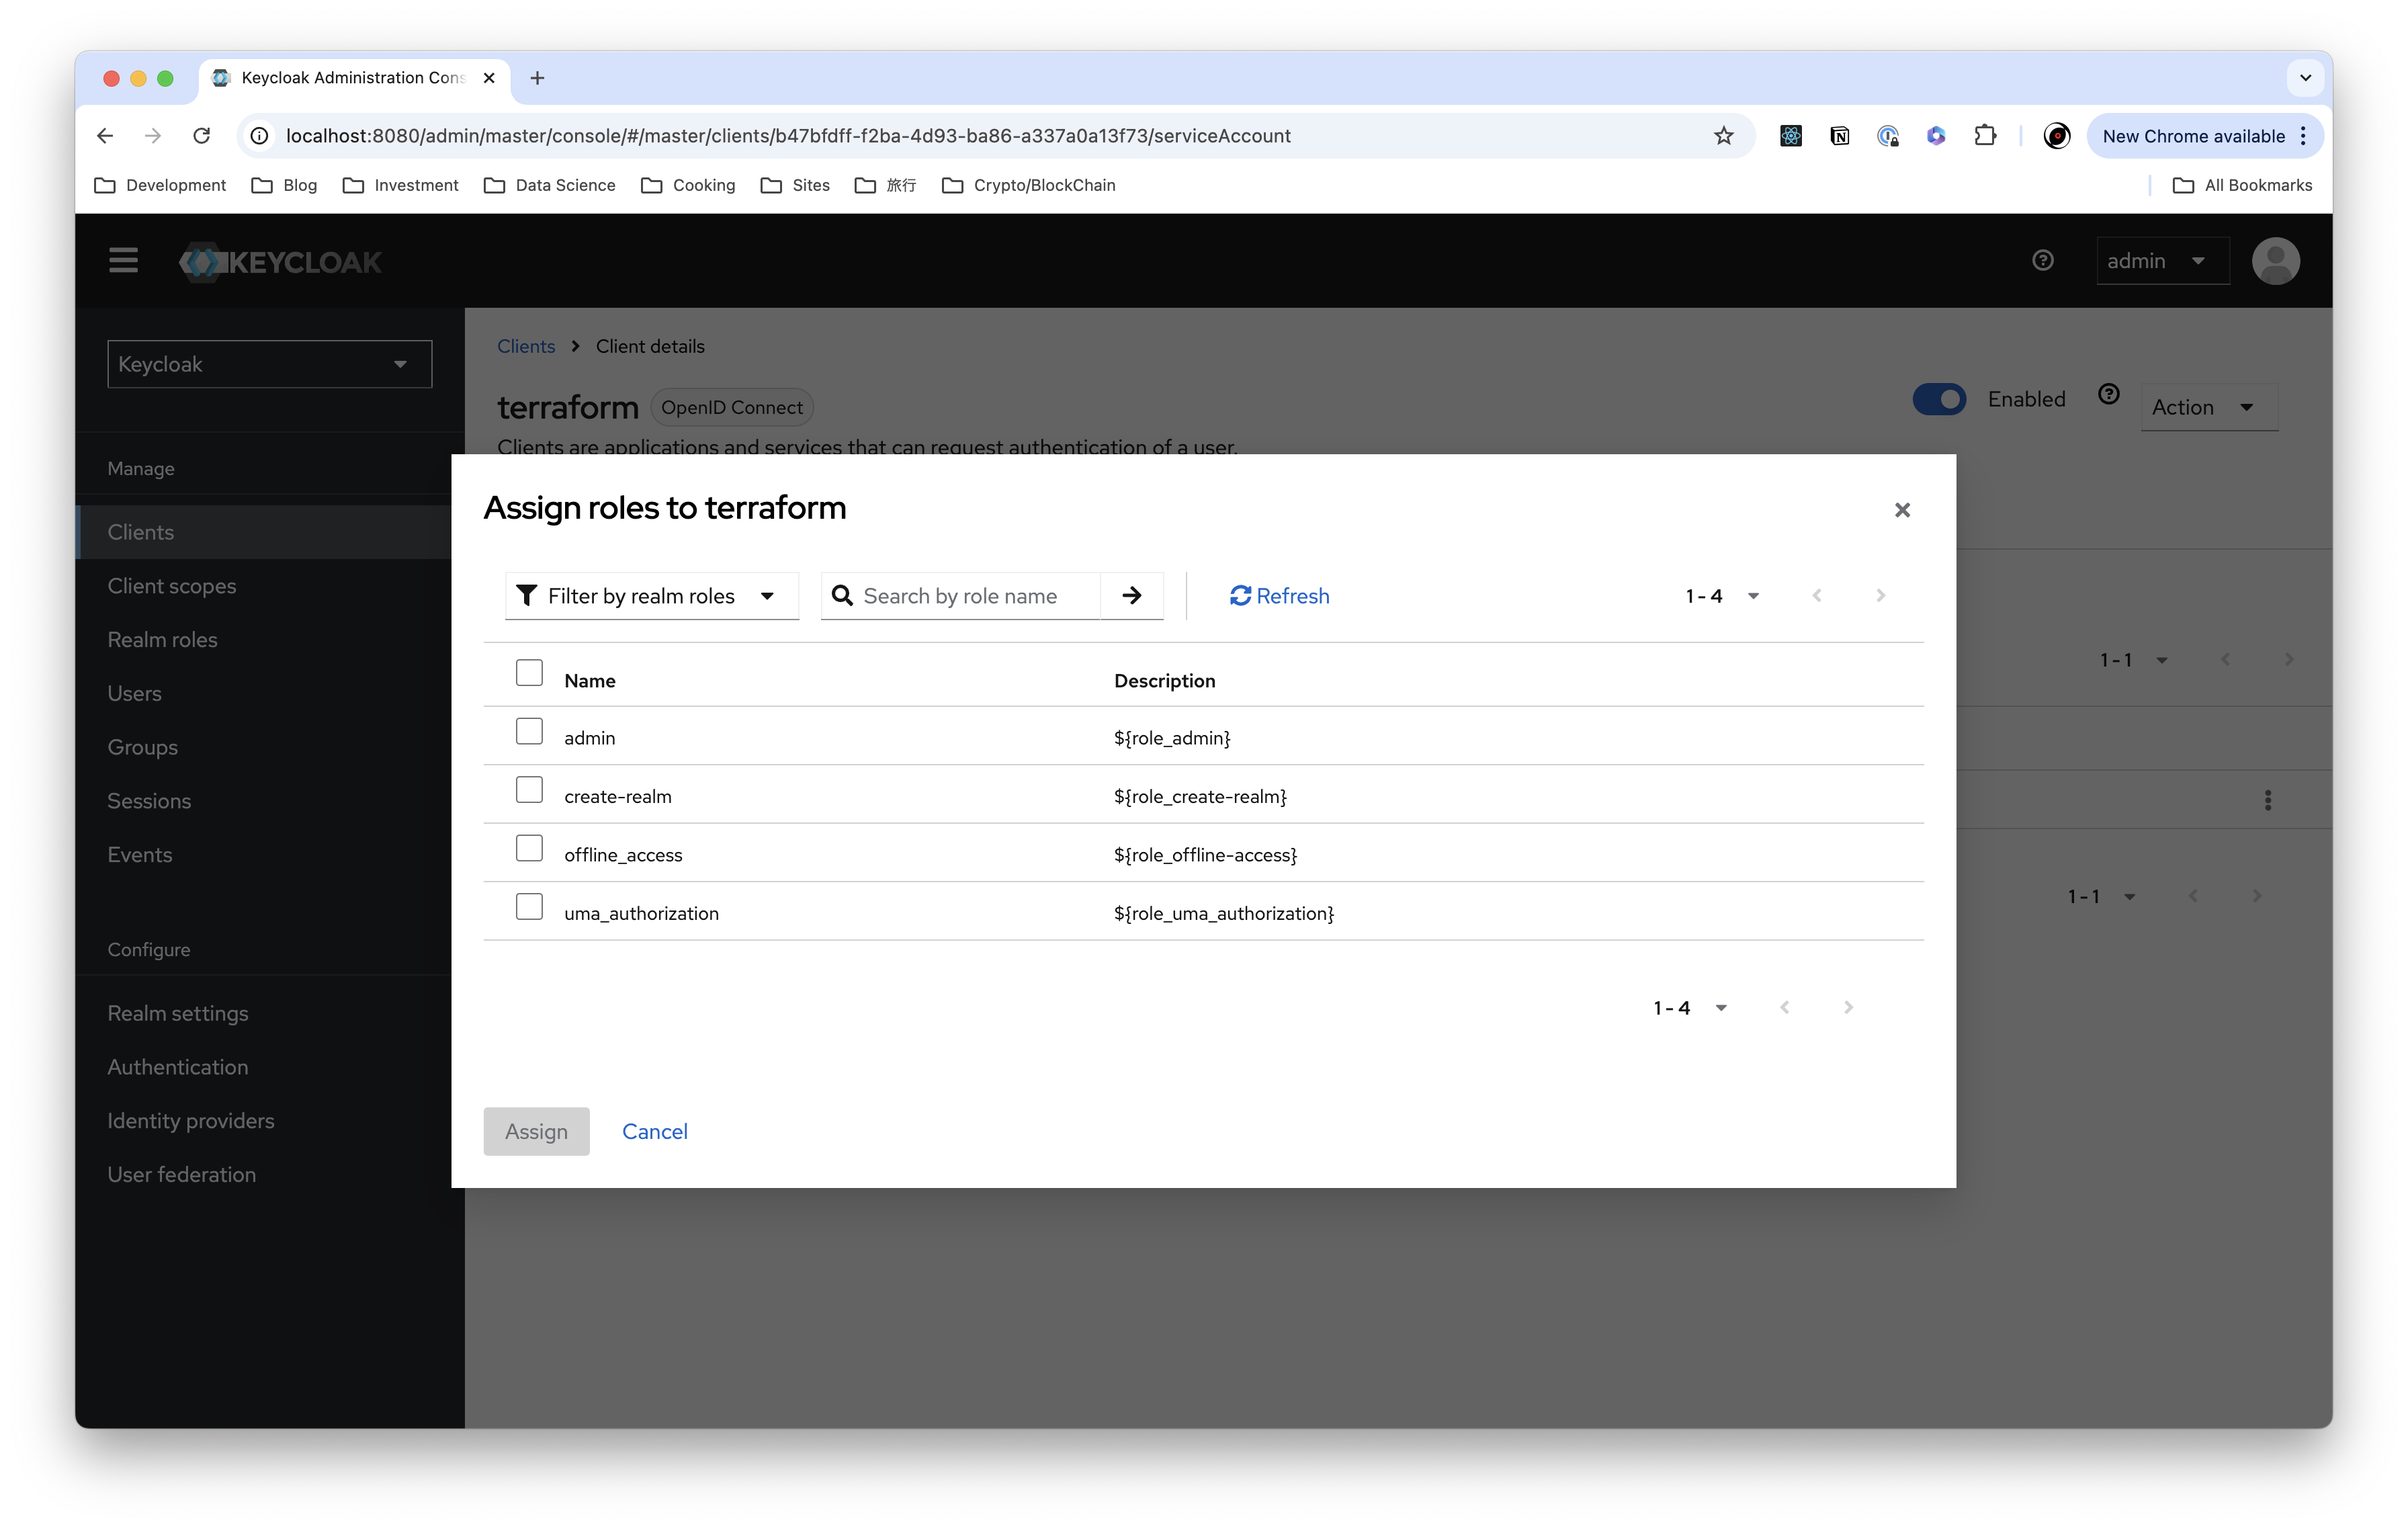 Keycloak Administration Cons
localhost:8080/admin/master/console/#/master/clients/b47bfdff-f2ba-4d93-ba86-a337a0a13f73/serviceAccount
New Chrome available
Development Blog Investment Data Science Cooking Sites 旅行 Crypto/BlockChain All Bookmarks
KEYCLOAK
admin
Keycloak
Manage
Clients
Client scopes
Realm roles
Users
Groups
Sessions
Events
Configure
Realm settings
Authentication
Identity providers
User federation
Clients Client details
terraform OpenID Connect
Enabled
Action
Clients are applications and services that can request authentication of a user.
1 - 1
1 - 1
Assign roles to terraform
Filter by realm roles
Search by role name
Refresh
1 - 4
Name Description
admin ${role_admin}
create-realm ${role_create-realm}
offline_access ${role_offline-access}
uma_authorization ${role_uma_authorization}
1 - 4
Assign Cancel